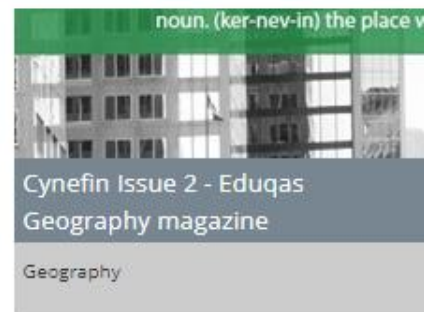 noun. (ker-nev-in) the place
Cynefin Issue 2 - Eduqas
Geography magazine
Geography